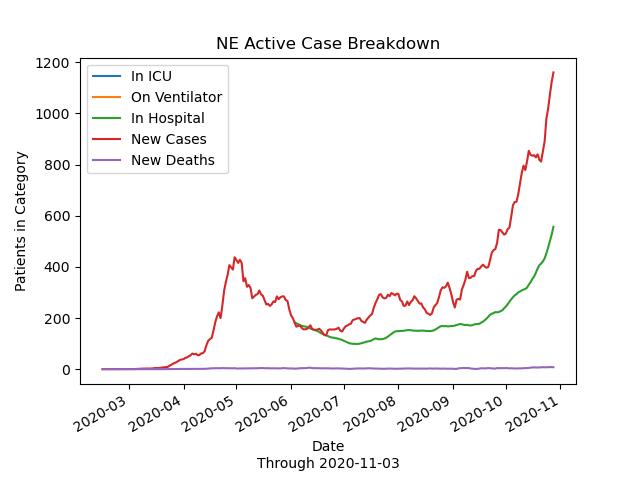 NE Active Case Breakdown
In ICU
On Ventilator
In Hospital
New Cases
New Deaths
Patients in Category
1200
1000
800
600
400
200
0
2020-03
2020-04
2020-05
2020-06
2020-07
2020-08
2020-09
2020-10
2020-11
Date
Through 2020-11-03